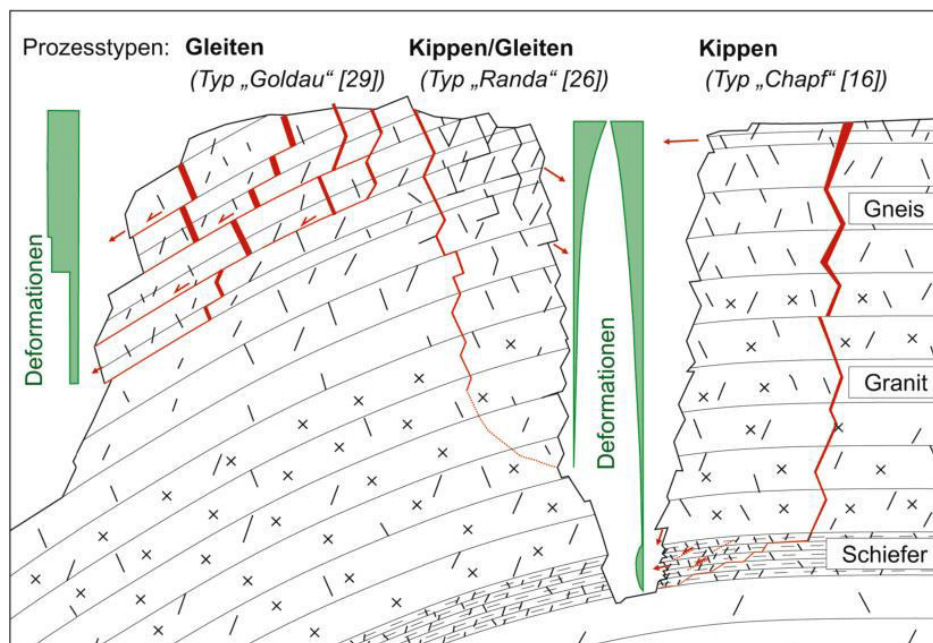 Prozesstypen: Gleiten Kippen/Gleiten Kippen
(Typ „Goldau“ [29]) (Typ „Randa“ [26]) (Typ „Chapf“ [16])
Deformationen
Deformationen
Gneis
Granit
Schiefer